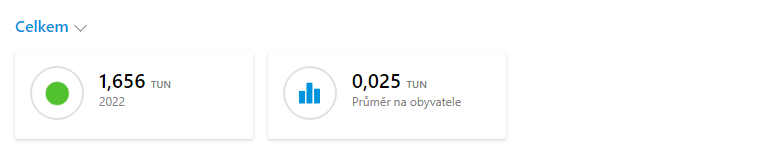 Celkem
1,656 TUN
2022
0,025 TUN
Průměr na obyvatele